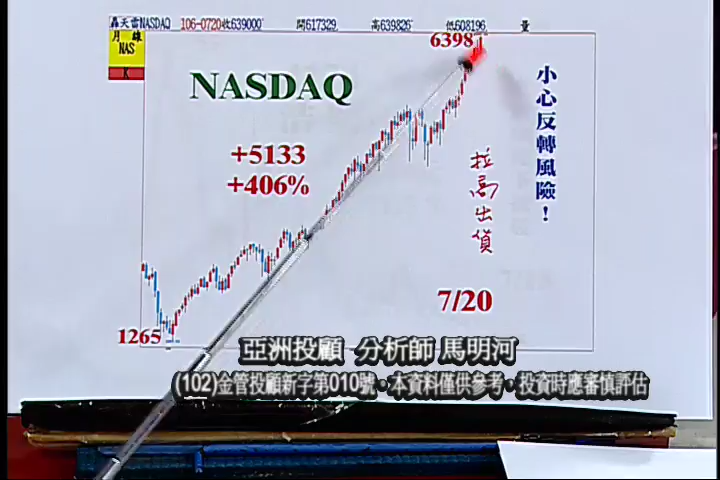 轟天雷NASDAQ 106-0720收639000 開617329 高639826 低608196 量
月 線
NAS
6398
NASDAQ
小心反轉風險！
+5133
+406%
拉高出貨
7/20
1265
亞洲投顧 分析師 馬明河
(102)金管投顧新字第010號，本資料僅供參考，投資時應審慎評估